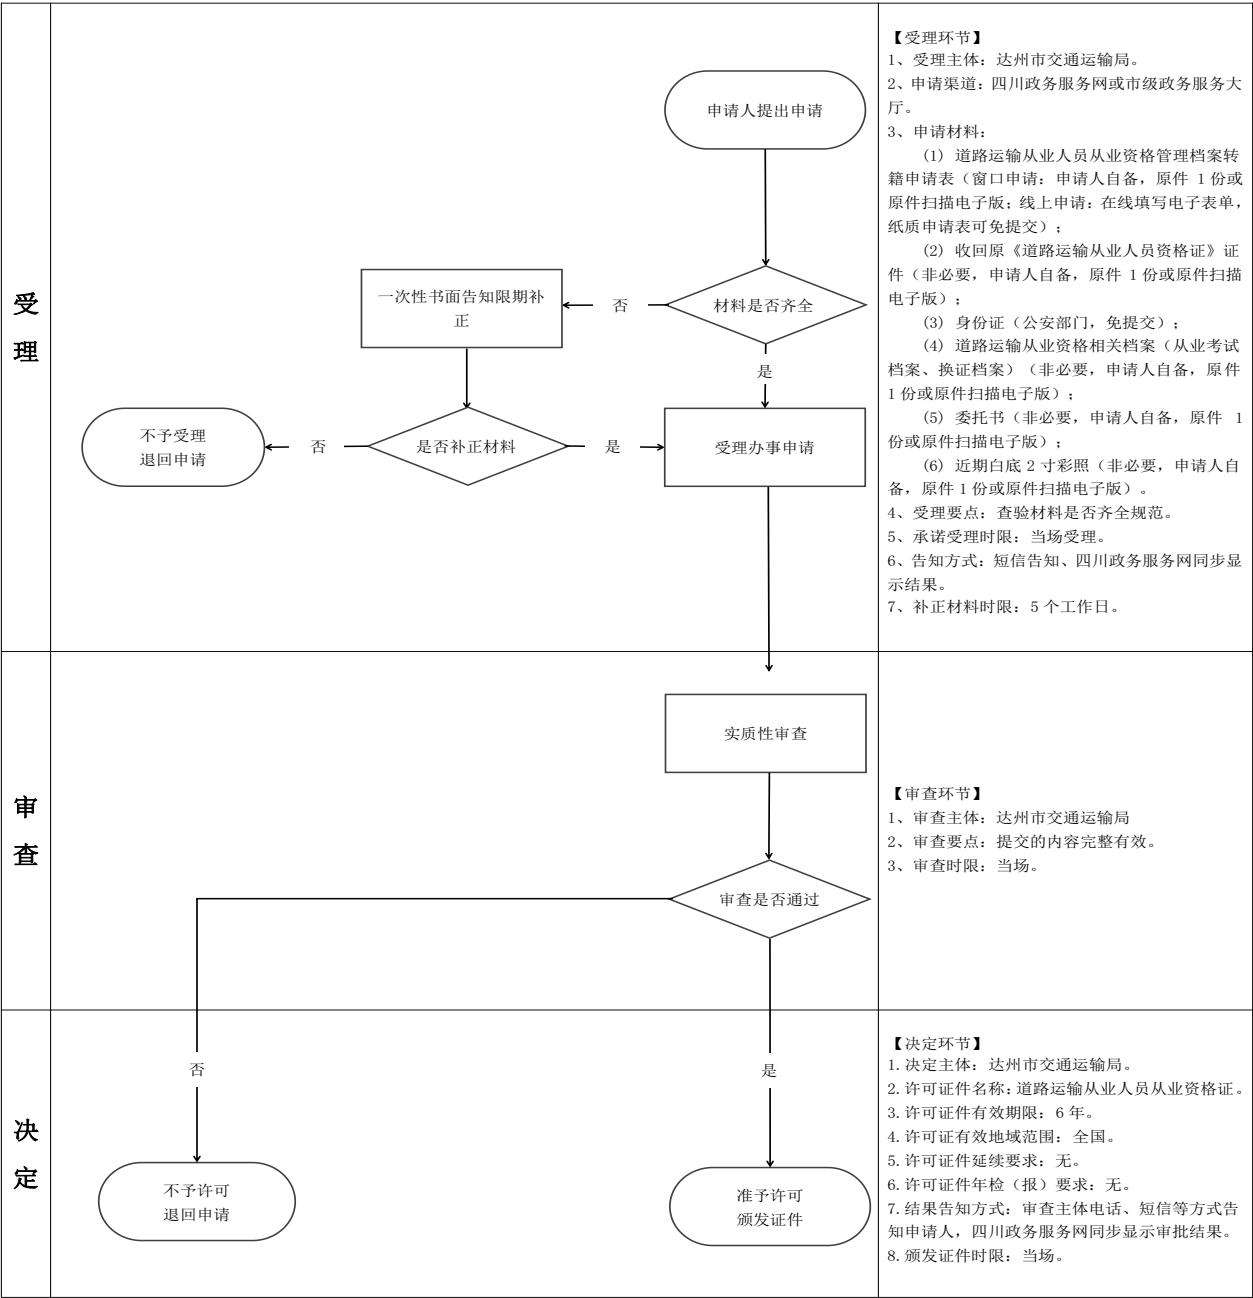 受
理
申请人提出申请
材料是否齐全
否
一次性书面告知限期补
正
是
是否补正材料
否
不予受理
退回申请
是
受理办事申请
【受理环节】
1、受理主体：达州市交通运输局。
2、申请渠道：四川政务服务网或市级政务服务大
厅。
3、申请材料：
（1）道路运输从业人员从业资格管理档案转
籍申请表（窗口申请：申请人自备，原件 1 份或
原件扫描电子版；线上申请：在线填写电子表单，
纸质申请表可免提交）；
（2）收回原《道路运输从业人员资格证》证
件（非必要，申请人自备，原件 1 份或原件扫描
电子版）；
（3）身份证（公安部门，免提交）；
（4）道路运输从业资格相关档案（从业考试
档案、换证档案）（非必要，申请人自备，原件
1 份或原件扫描电子版）；
（5）委托书（非必要，申请人自备，原件 1
份或原件扫描电子版）；
（6）近期白底 2 寸彩照（非必要，申请人自
备，原件 1 份或原件扫描电子版）。
4、受理要点：查验材料是否齐全规范。
5、承诺受理时限：当场受理。
6、告知方式：短信告知、四川政务服务网同步显
示结果。
7、补正材料时限：5 个工作日。
审
查
实质性审查
审查是否通过
【审查环节】
1、审查主体：达州市交通运输局
2、审查要点：提交的内容完整有效。
3、审查时限：当场。
决
定
否
不予许可
退回申请
是
准予许可
颁发证件
【决定环节】
1.决定主体：达州市交通运输局。
2.许可证件名称：道路运输从业人员从业资格证。
3.许可证件有效期限：6 年。
4.许可证有效地域范围：全国。
5.许可证件延续要求：无。
6.许可证件年检（报）要求：无。
7.结果告知方式：审查主体电话、短信等方式告
知申请人，四川政务服务网同步显示审批结果。
8.颁发证件时限：当场。